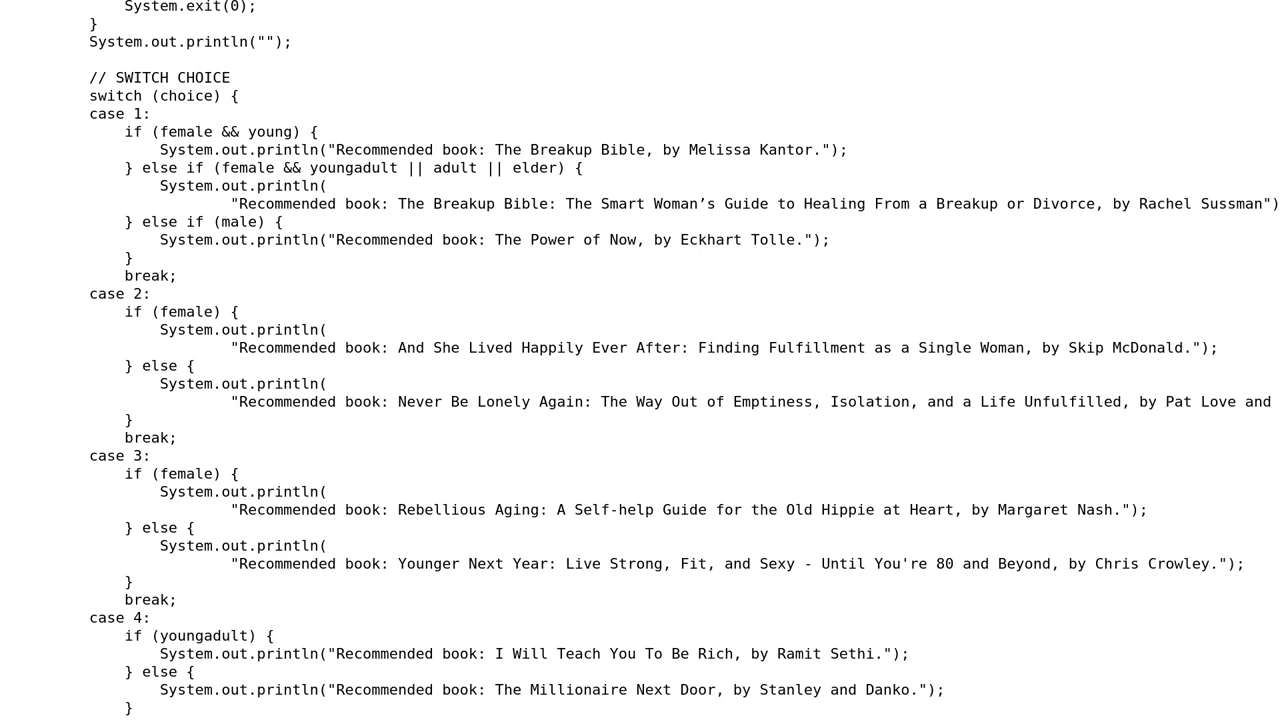 System.exit(0);
        }
        System.out.println("");

        // SWITCH CHOICE
        switch (choice) {
        case 1:
            if (female && young) {
                System.out.println("Recommended book: The Breakup Bible, by Melissa Kantor.");
            } else if (female && youngadult || adult || elder) {
                System.out.println(
                        "Recommended book: The Breakup Bible: The Smart Woman’s Guide to Healing From a Breakup or Divorce, by Rachel Sussman")
            } else if (male) {
                System.out.println("Recommended book: The Power of Now, by Eckhart Tolle.");
            }
            break;
        case 2:
            if (female) {
                System.out.println(
                        "Recommended book: And She Lived Happily Ever After: Finding Fulfillment as a Single Woman, by Skip McDonald.");
            } else {
                System.out.println(
                        "Recommended book: Never Be Lonely Again: The Way Out of Emptiness, Isolation, and a Life Unfulfilled, by Pat Love and
            }
            break;
        case 3:
            if (female) {
                System.out.println(
                        "Recommended book: Rebellious Aging: A Self-help Guide for the Old Hippie at Heart, by Margaret Nash.");
            } else {
                System.out.println(
                        "Recommended book: Younger Next Year: Live Strong, Fit, and Sexy - Until You're 80 and Beyond, by Chris Crowley.");
            }
            break;
        case 4:
            if (youngadult) {
                System.out.println("Recommended book: I Will Teach You To Be Rich, by Ramit Sethi.");
            } else {
                System.out.println("Recommended book: The Millionaire Next Door, by Stanley and Danko.");
            }